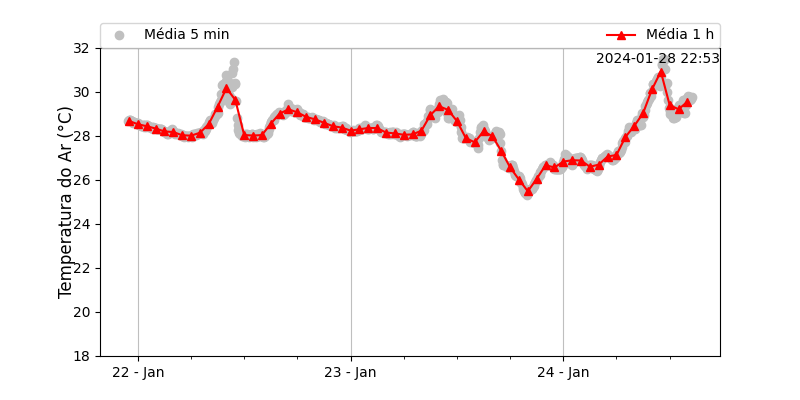 Média 5 min
Média 1 h
2024-01-28 22:53
Temperatura do Ar (°C)
32
30
28
26
24
22
20
18
22 - Jan
23 - Jan
24 - Jan